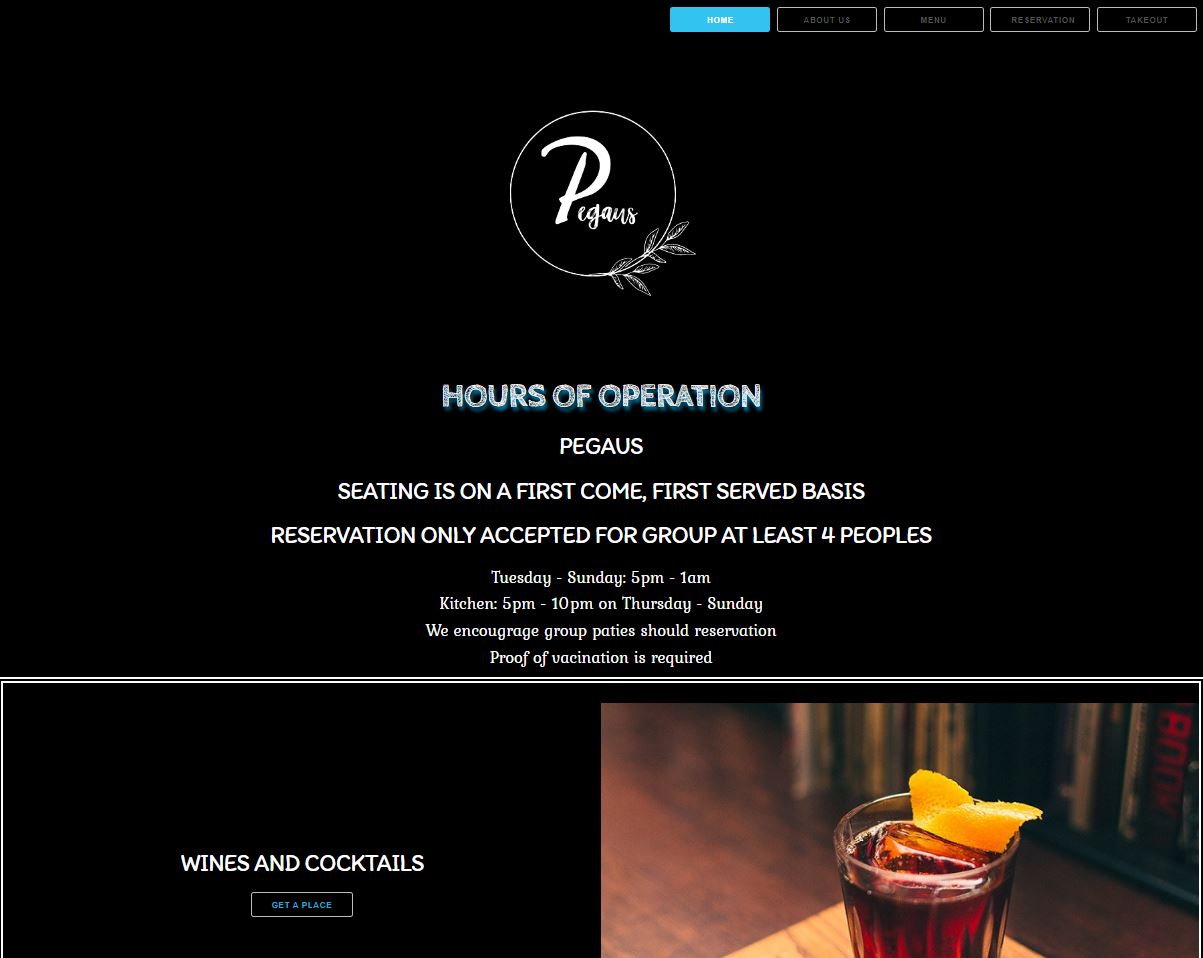 HOME
ABOUT US
MENU
RESERVATION
TAKEOUT
Pegaus
HOURS OF OPERATION
PEGAUS
SEATING IS ON A FIRST COME, FIRST SERVED BASIS
RESERVATION ONLY ACCEPTED FOR GROUP AT LEAST 4 PEOPLES
Tuesday - Sunday: 5pm - 1am
Kitchen: 5pm - 10pm on Thursday - Sunday
We encougrage group paties should reservation
Proof of vacination is required
WINES AND COCKTAILS
GET A PLACE